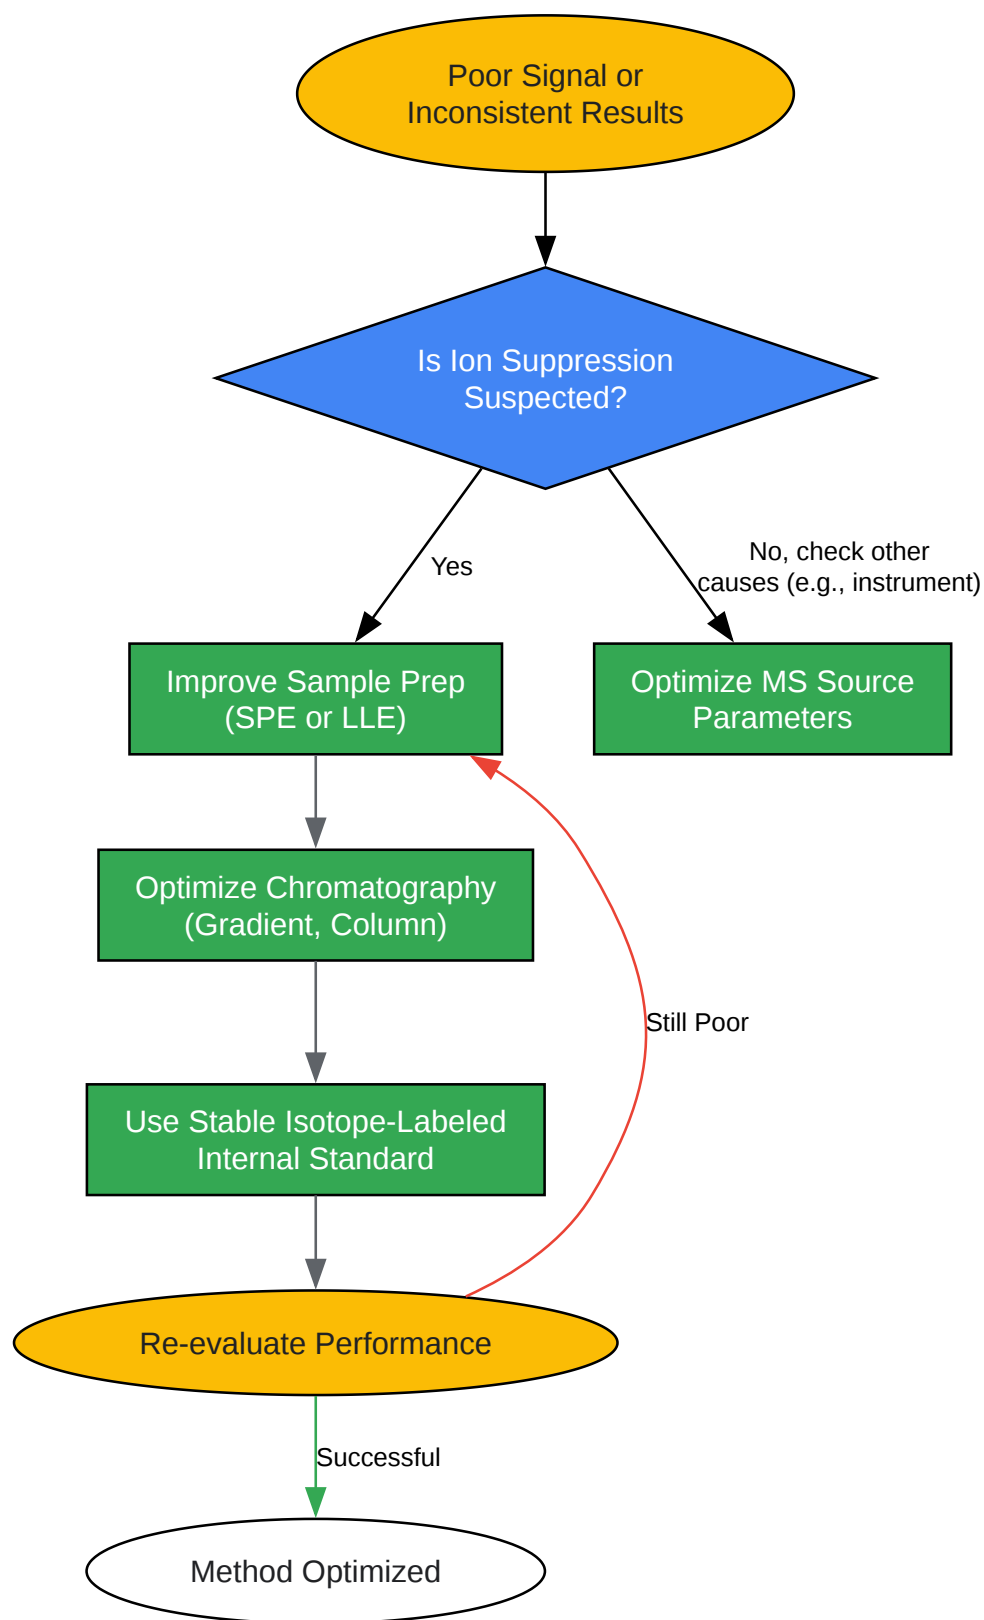 Poor Signal or
Inconsistent Results
Is Ion Suppression
Suspected?
Yes
No, check other
causes (e.g., instrument)
Improve Sample Prep
(SPE or LLE)
Optimize MS Source
Parameters
Optimize Chromatography
(Gradient, Column)
Still Poor
Use Stable Isotope-Labeled
Internal Standard
Re-evaluate Performance
Successful
Method Optimized